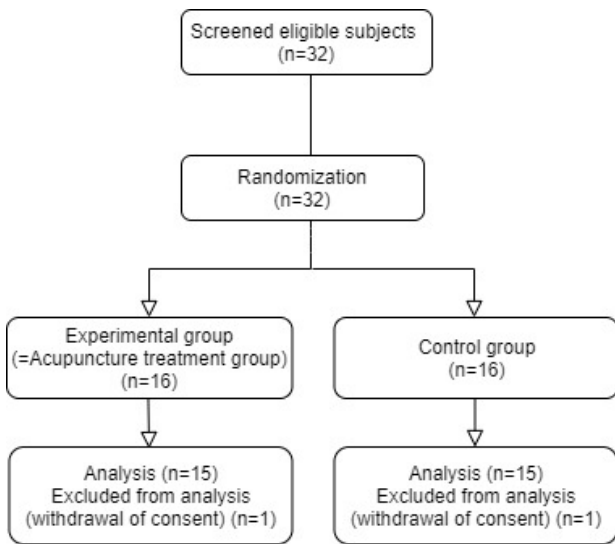 Screened eligible subjects
(n=32)
Randomization
(n=32)
Experimental group
(=Acupuncture treatment group)
(n=16)
Control group
(n=16)
Analysis (n=15)
Excluded from analysis
(withdrawal of consent) (n=1)
Analysis (n=15)
Excluded from analysis
(withdrawal of consent) (n=1)